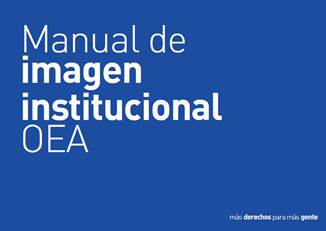 Manual de
imagen
institucional
OEA
más derechos para más gente